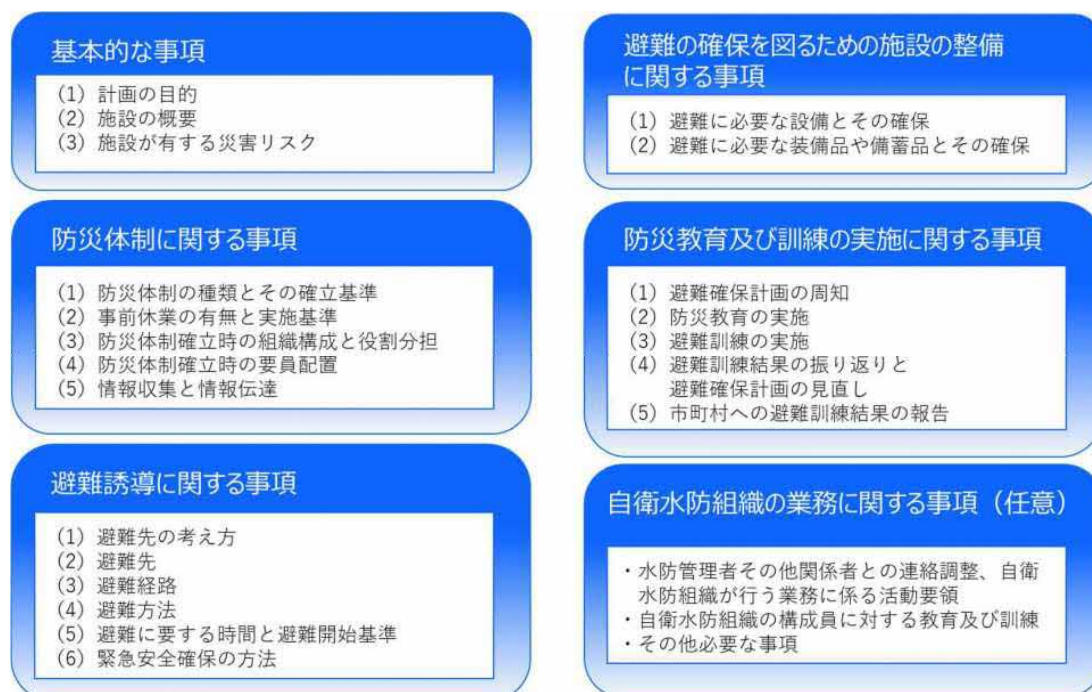 基本的な事項
(1) 計画の目的
(2) 施設の概要
(3) 施設が有する災害リスク
防災体制に関する事項
(1) 防災体制の種類とその確立基準
(2) 事前休業の有無と実施基準
(3) 防災体制確立時の組織構成と役割分担
(4) 防災体制確立時の要員配置
(5) 情報収集と情報伝達
避難誘導に関する事項
(1) 避難先の考え方
(2) 避難先
(3) 避難経路
(4) 避難方法
(5) 避難に要する時間と避難開始基準
(6) 緊急安全確保の方法
避難の確保を図るための施設の整備
に関する事項
(1) 避難に必要な設備とその確保
(2) 避難に必要な装備品や備蓄品とその確保
防災教育及び訓練の実施に関する事項
(1) 避難確保計画の周知
(2) 防災教育の実施
(3) 避難訓練の実施
(4) 避難訓練結果の振り返りと
避難確保計画の見直し
(5) 市町村への避難訓練結果の報告
自衛水防組織の業務に関する事項（任意）
・水防管理者その他関係者との連絡調整、自衛
水防組織が行う業務に係る活動要領
・自衛水防組織の構成員に対する教育及び訓練
・その他必要な事項